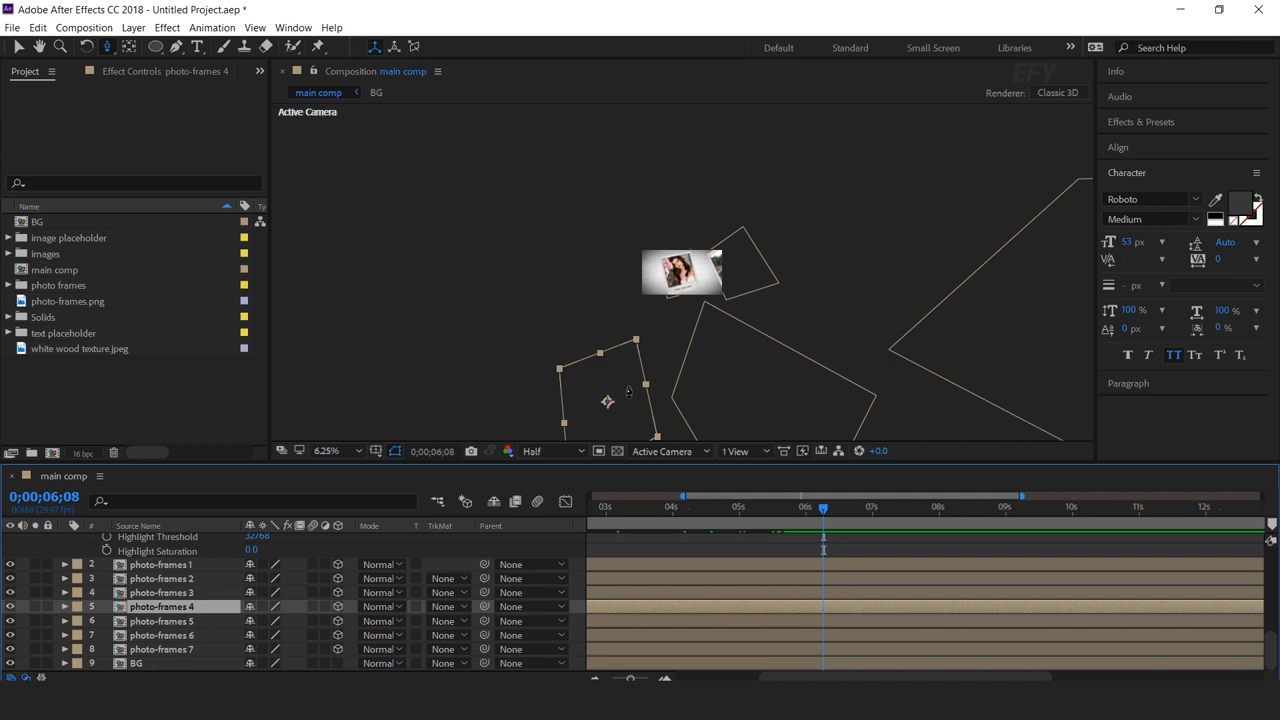 Adobe After Effects CC 2018 - Untitled Project.aep *
File Edit Composition Layer Effect Animation View Window Help
Default Standard Small Screen Libraries Search Help
Project Effect Controls photo-frames 4
Composition main comp
main comp BG
EFY
Renderer: Classic 3D
Active Camera
Info
Audio
Effects & Presets
Align
Character
Roboto
Medium
53 px Auto
0
- px
100 % 100 %
0 px 0 %
Paragraph
Name Ty
BG
image placeholder
images
main comp
photo frames
photo-frames.png
Solids
text placeholder
white wood texture.jpeg
16 bpc
6.25% 0;00;06;08 Half Active Camera 1 View +0.0
main comp
0;00;06;08
00188 (29.97 fps)
03s 04s 05s 06s 07s 08s 09s 10s 11s 12s
# Source Name Mode T TrkMat Parent
Highlight Threshold 32768
Highlight Saturation 0.0
2 photo-frames 1 Normal None
3 photo-frames 2 Normal None None
4 photo-frames 3 Normal None None
5 photo-frames 4 Normal None None
6 photo-frames 5 Normal None None
7 photo-frames 6 Normal None None
8 photo-frames 7 Normal None None
9 BG Normal None None